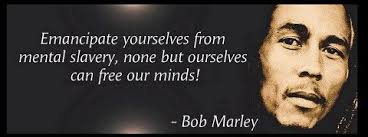 Emancipate yourselves from
mental slavery, none but ourselves
can free our minds!
- Bob Marley